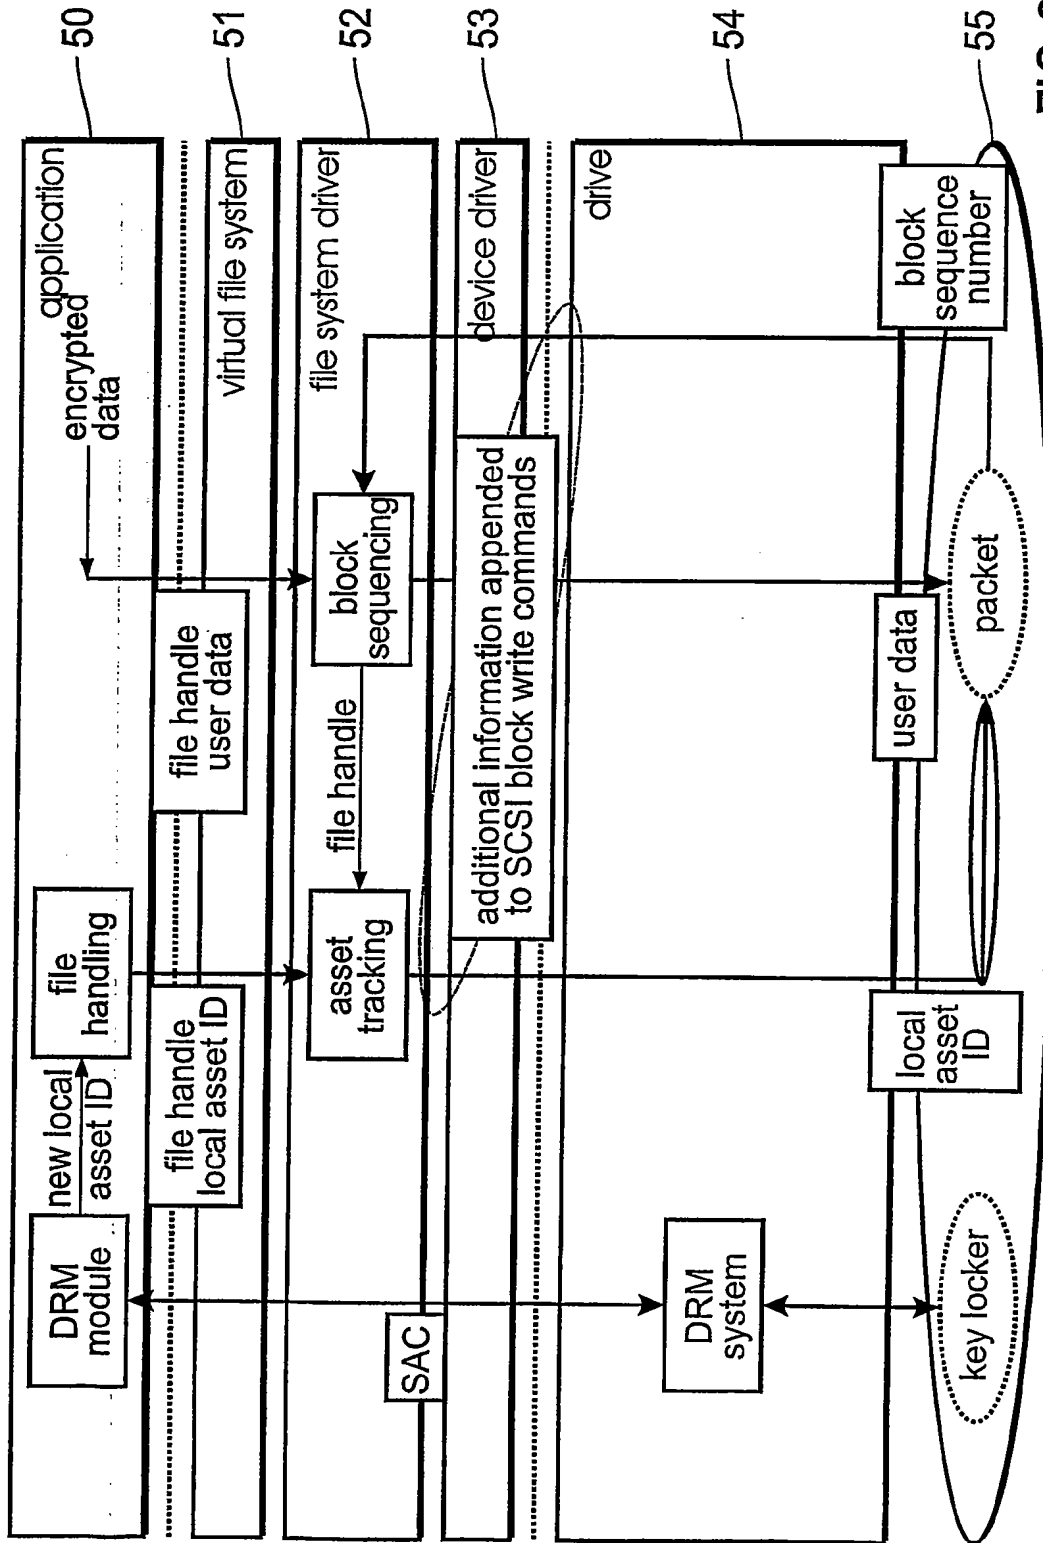 50
51
52
53
54
55
application
encrypted
data
file
handling
new local
asset ID
DRM
module
virtual file system
file handle
user data
file handle
local asset ID
file system driver
block
sequencing
file handle
asset
tracking
SAC
device driver
additional information appended
to SCSI block write commands
drive
DRM
system
block
sequence
number
user data
local
asset
ID
packet
key locker